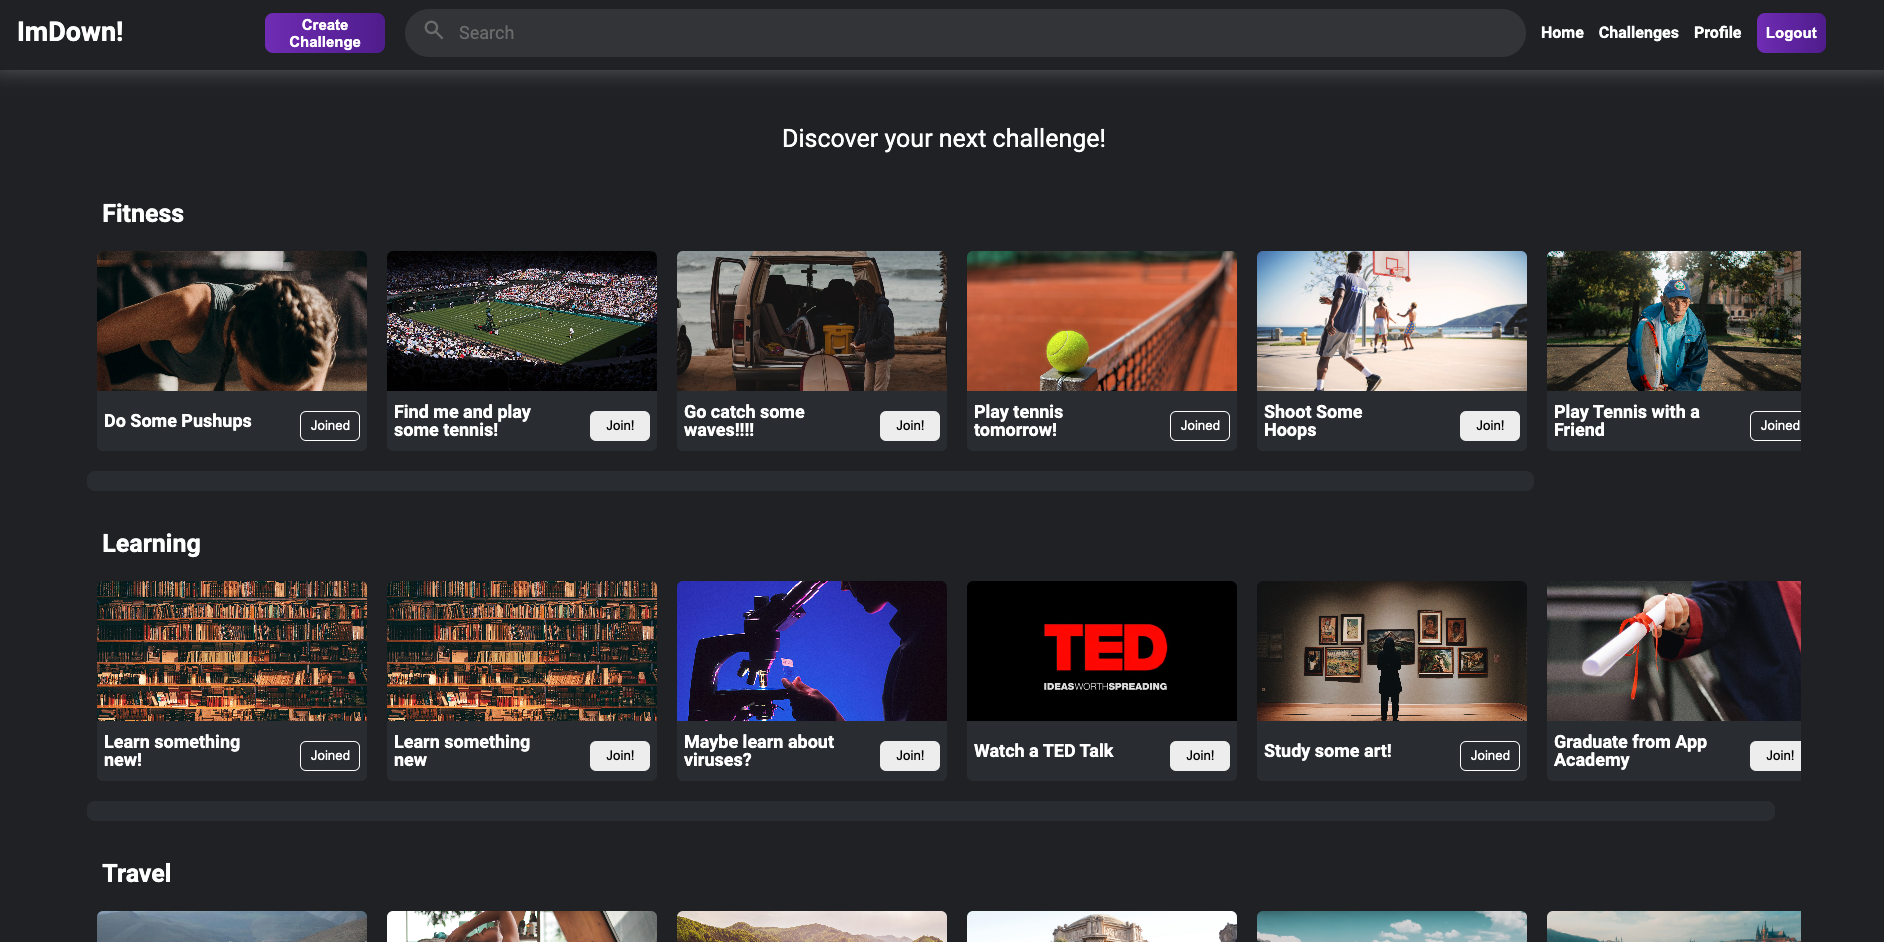 ImDown!
Create
Challenge
Search
Home
Challenges
Profile
Logout
Discover your next challenge!
Fitness
Do Some Pushups
Joined
Find me and play
some tennis!
Join!
Go catch some
waves!!!!
Join!
Play tennis
tomorrow!
Joined
Shoot Some
Hoops
Join!
Play Tennis with a
Friend
Joined
Learning
Learn something
new!
Joined
Learn something
new
Join!
Maybe learn about
viruses?
Join!
TED
IDEASWORTHSPREADING
Watch a TED Talk
Join!
Study some art!
Joined
Graduate from App
Academy
Join!
Travel